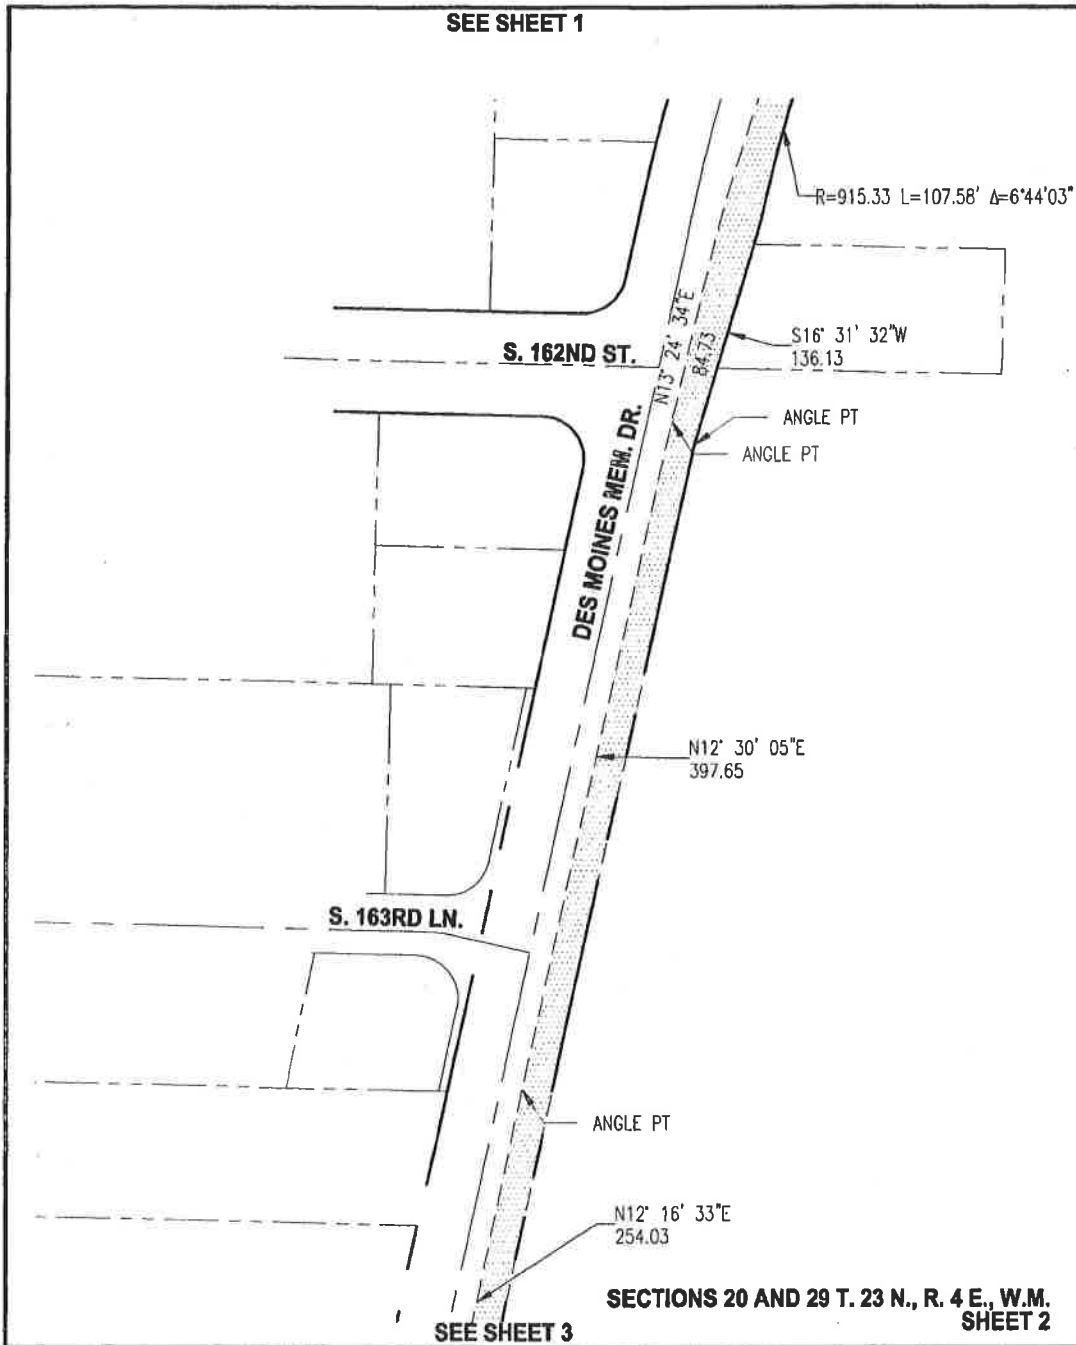 SEE SHEET 1
R=915.33 L=107.58' Δ=6°44'03"
N13° 24' 34"E
84.73
S16° 31' 32"W
136.13
S. 162ND ST.
ANGLE PT
ANGLE PT
DES MOINES MEM. DR.
N12° 30' 05"E
397.65
S. 163RD LN.
ANGLE PT
N12° 16' 33"E
254.03
SECTIONS 20 AND 29 T. 23 N., R. 4 E., W.M.
SHEET 2
SEE SHEET 3